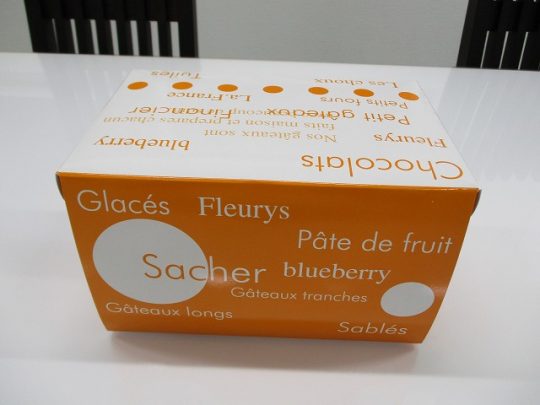 Tuiles
Les choux
La.France
Petits fours
Financier
Petit gâteaux
Nos gâteaux sont
faits maison et prepares chacun
blueberry
Fleurys
Chocolats
Glacés
Fleurys
Pâte de fruit
Sacher
blueberry
Gâteaux tranches
Gâteaux longs
Sablés